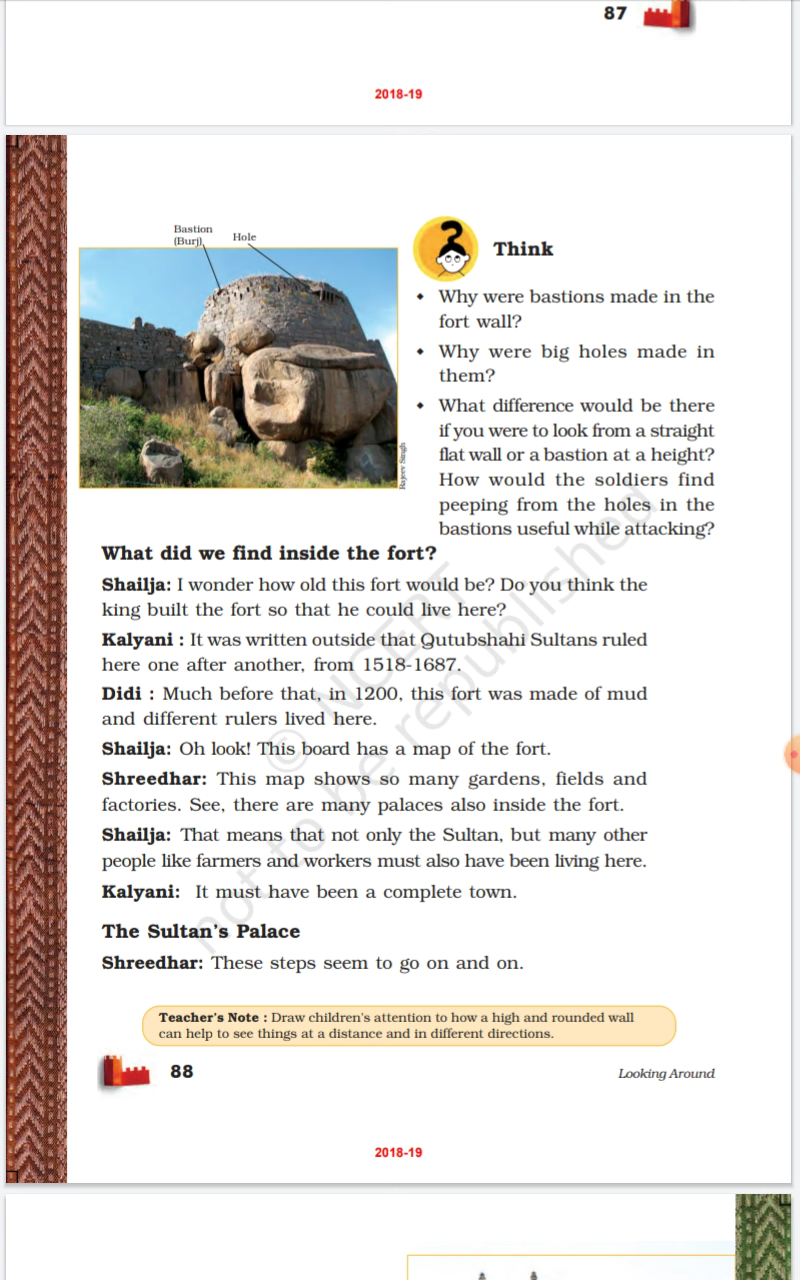 87
2018-19
Bastion
(Burj)
Hole
Rajeev Singh
Think
• Why were bastions made in the
fort wall?
• Why were big holes made in
them?
• What difference would be there
if you were to look from a straight
flat wall or a bastion at a height?
How would the soldiers find
peeping from the holes in the
bastions useful while attacking?
What did we find inside the fort?
Shailja: I wonder how old this fort would be? Do you think the
king built the fort so that he could live here?
Kalyani : It was written outside that Qutubshahi Sultans ruled
here one after another, from 1518-1687.
Didi : Much before that, in 1200, this fort was made of mud
and different rulers lived here.
Shailja: Oh look! This board has a map of the fort.
Shreedhar: This map shows so many gardens, fields and
factories. See, there are many palaces also inside the fort.
Shailja: That means that not only the Sultan, but many other
people like farmers and workers must also have been living here.
Kalyani: It must have been a complete town.
The Sultan's Palace
Shreedhar: These steps seem to go on and on.
Teacher's Note : Draw children's attention to how a high and rounded wall
can help to see things at a distance and in different directions.
88
Looking Around
2018-19
© NCERT
not to be republished